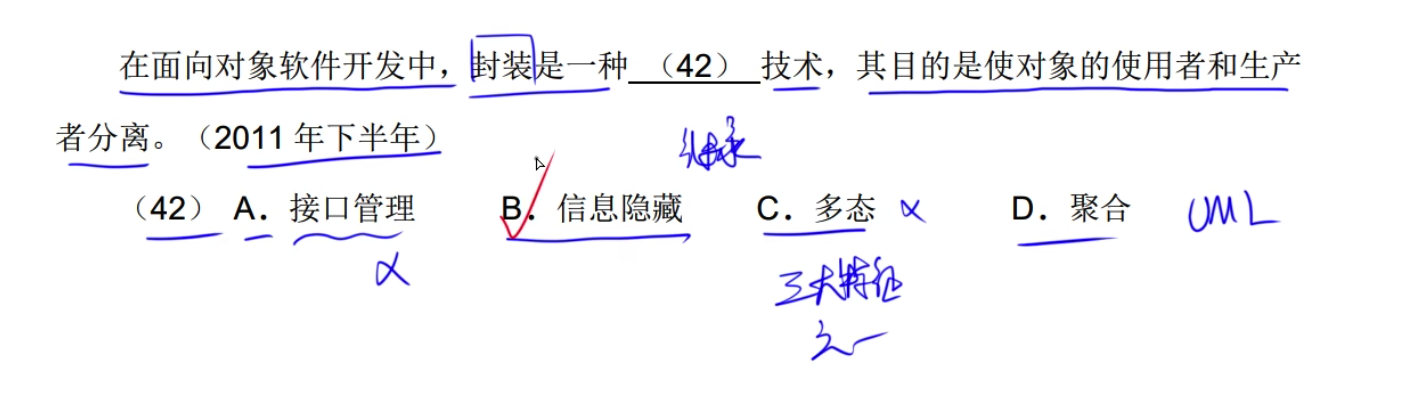 在面向对象软件开发中，封装是一种 （42） 技术，其目的是使对象的使用者和生产
者分离。（2011 年下半年）
继承
（42） A．接口管理 B．信息隐藏 C．多态 D．聚合 UML
三大特征
之一